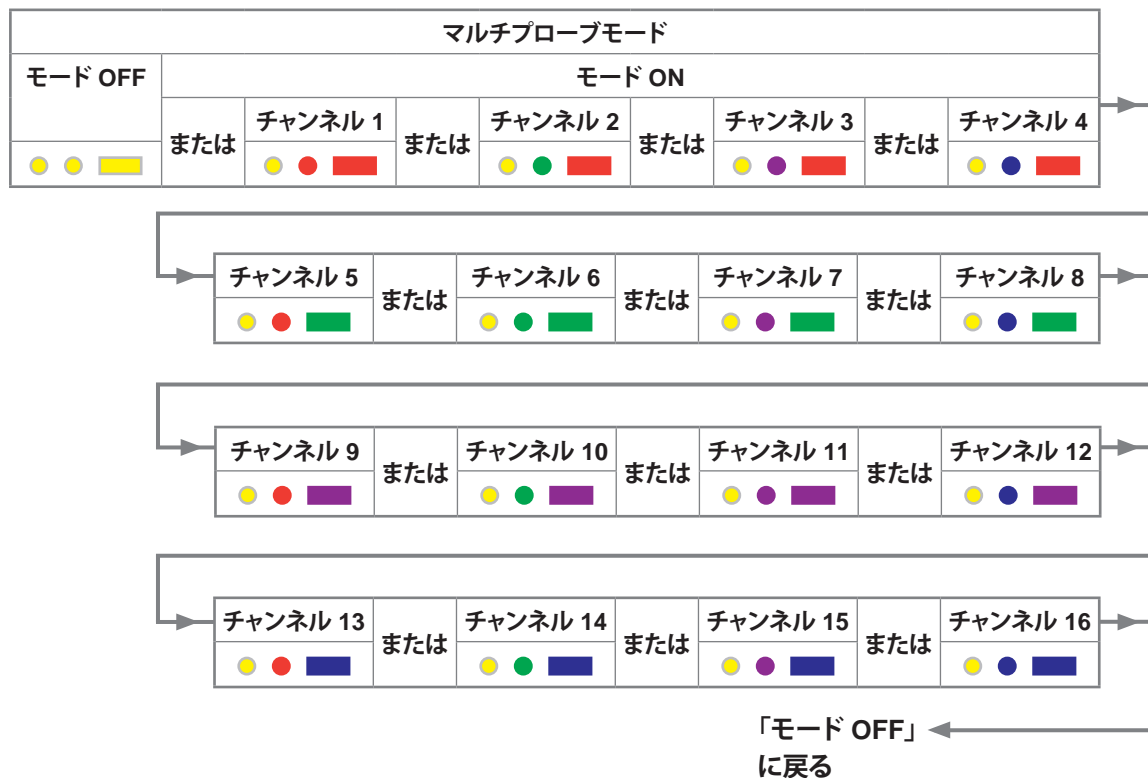 マルチプローブモード
モード OFF
モード ON
または
チャンネル 1
または
チャンネル 2
または
チャンネル 3
または
チャンネル 4
チャンネル 5
または
チャンネル 6
または
チャンネル 7
または
チャンネル 8
チャンネル 9
または
チャンネル 10
または
チャンネル 11
または
チャンネル 12
チャンネル 13
または
チャンネル 14
または
チャンネル 15
または
チャンネル 16
「モード OFF」
に戻る